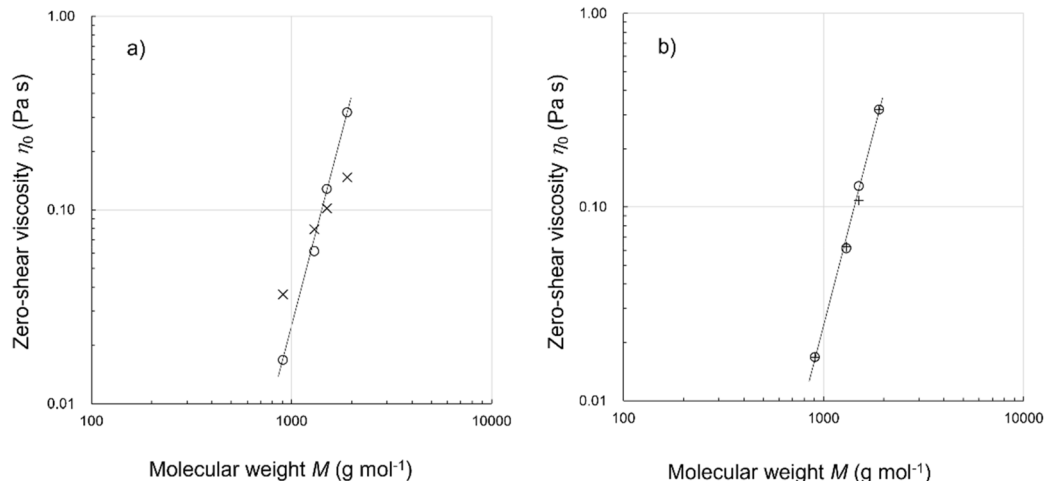 a)
1.00
0.10
0.01
100
1000
10000
Zero-shear viscosity η0 (Pa s)
Molecular weight M (g mol-1)
b)
1.00
0.10
0.01
100
1000
10000
Zero-shear viscosity η0 (Pa s)
Molecular weight M (g mol-1)